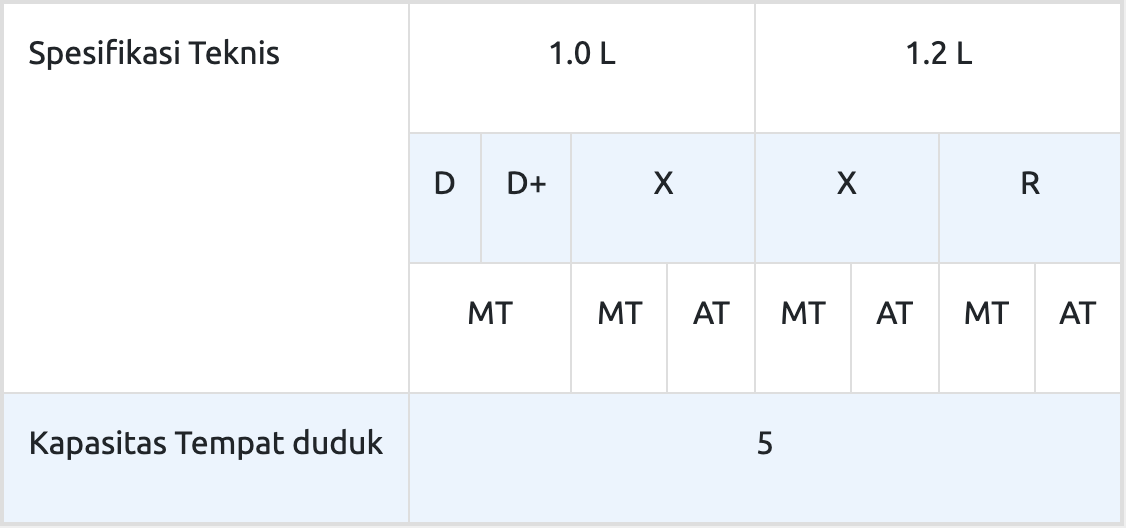 Spesifikasi Teknis 1.0 L 1.2 L
D D+ X X R
MT MT AT MT AT MT AT
Kapasitas Tempat duduk 5